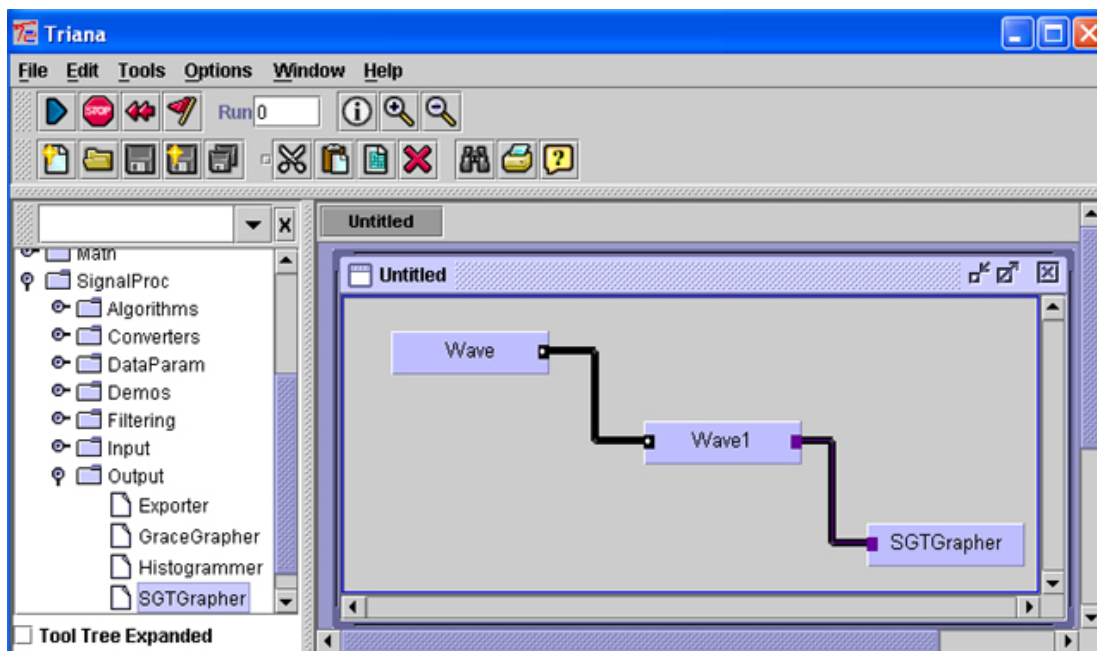 Triana
File Edit Tools Options Window Help
STOP Run 0
Untitled
Math
SignalProc
Algorithms
Converters
DataParam
Demos
Filtering
Input
Output
Exporter
GraceGrapher
Histogrammer
SGTGrapher
Tool Tree Expanded
Untitled
Wave
Wave1
SGTGrapher